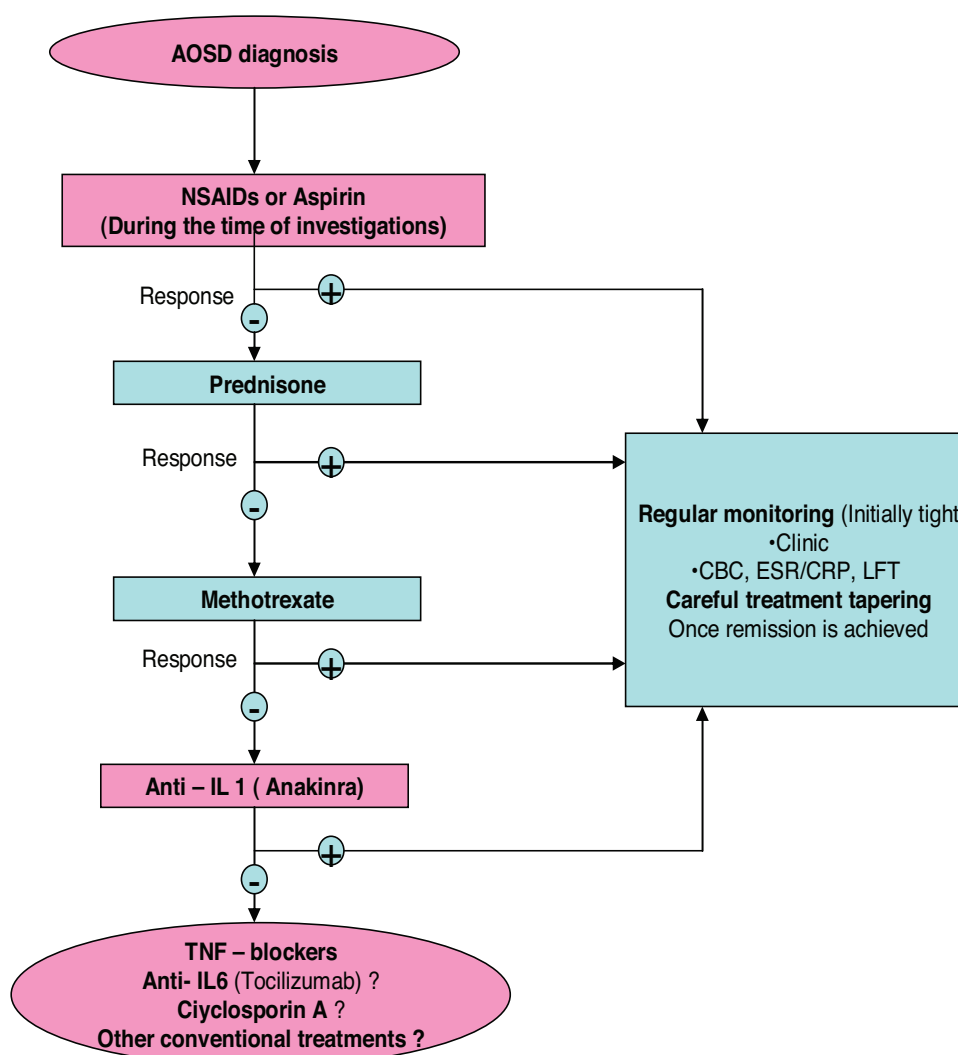 AOSD diagnosis
NSAIDs or Aspirin
(During the time of investigations)
Response
+
-
Prednisone
Response
+
-
Methotrexate
Response
+
-
Anti – IL 1 ( Anakinra)
+
-
Regular monitoring (Initially tight
•Clinic
•CBC, ESR/CRP, LFT
Careful treatment tapering
Once remission is achieved
TNF – blockers
Anti- IL6 (Tocilizumab) ?
Ciyclosporin A ?
Other conventional treatments ?